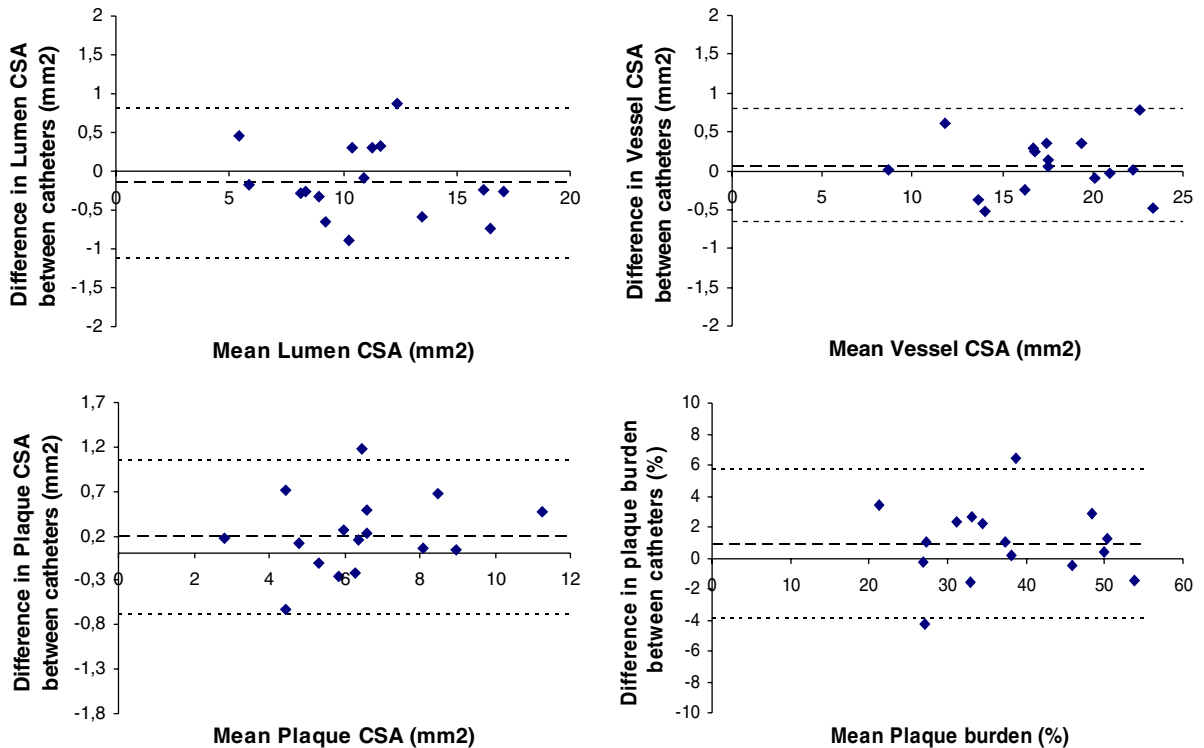 Difference in Lumen CSA
between catheters (mm2)
2
1,5
1
0,5
0
-0,5
-1
-1,5
-2
0 5 10 15 20
Mean Lumen CSA (mm2)
Difference in Vessel CSA
between catheters (mm2)
2
1,5
1
0,5
0
-0,5
-1
-1,5
-2
0 5 10 15 20 25
Mean Vessel CSA (mm2)
Difference in Plaque CSA
between catheters (mm2)
1,7
1,2
0,7
0,2
-0,3
-0,8
-1,3
-1,8
0 2 4 6 8 10 12
Mean Plaque CSA (mm2)
Difference in plaque burden
between catheters (%)
10
8
6
4
2
0
-2
-4
-6
-8
-10
0 10 20 30 40 50 60
Mean Plaque burden (%)